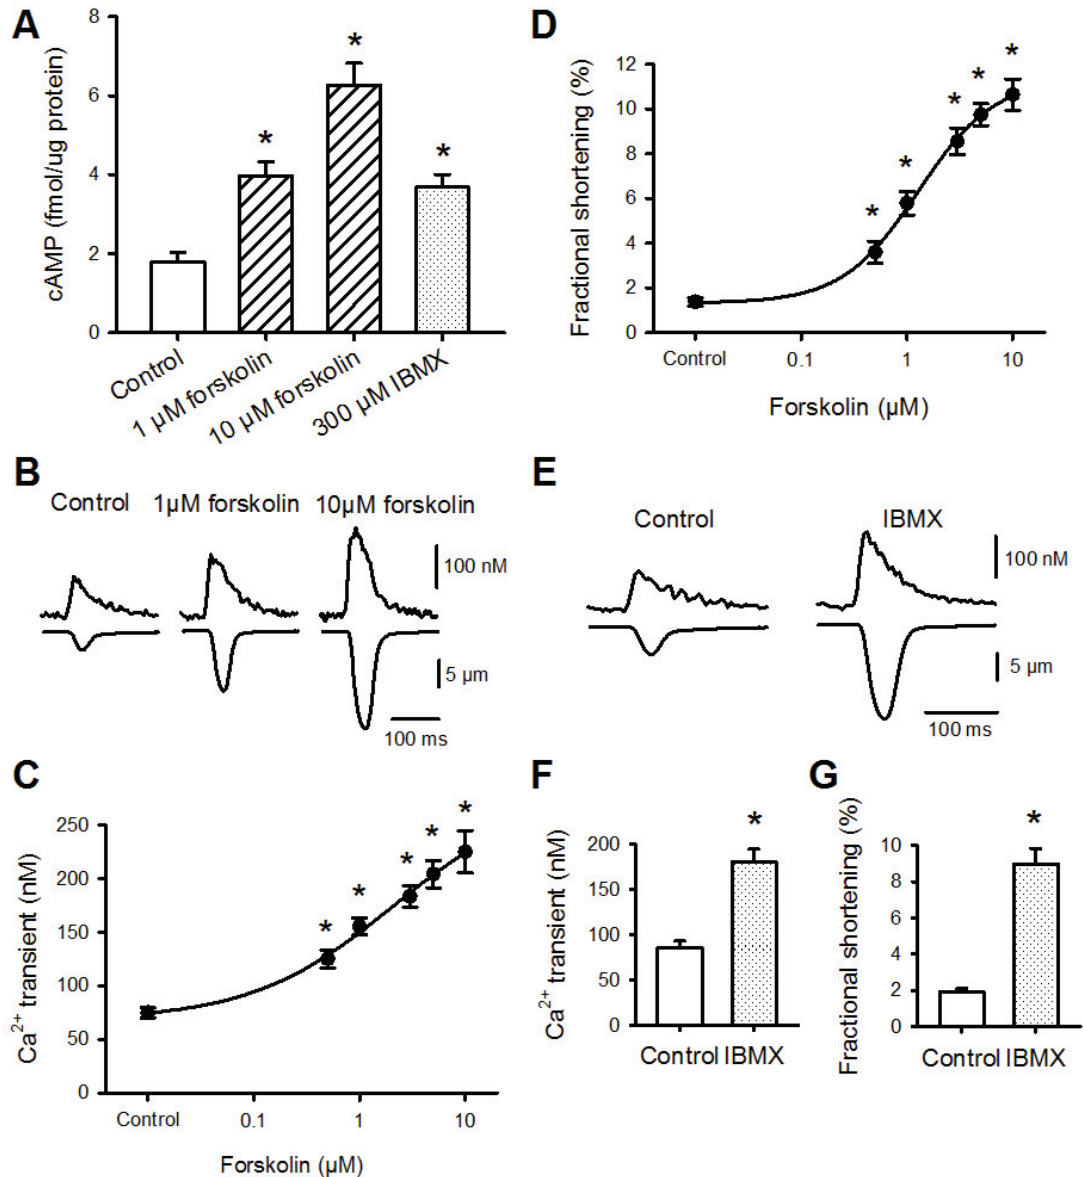 A
cAMP (fmol/ug protein)
8
6
4
2
0
*
*
*
Control
1 µM forskolin
10 µM forskolin
300 µM IBMX
D
Fractional shortening (%)
12
10
8
6
4
2
0
*
*
*
*
*
Control
0.1
1
10
Forskolin (µM)
B
Control
1µM forskolin
10µM forskolin
100 nM
5 µm
100 ms
E
Control
IBMX
100 nM
5 µm
100 ms
C
Ca²⁺ transient (nM)
250
200
150
100
50
0
*
*
*
*
*
Control
0.1
1
10
Forskolin (µM)
F
Ca²⁺ transient (nM)
200
150
100
50
0
*
Control IBMX
G
Fractional shortening (%)
10
8
6
4
2
0
*
Control IBMX